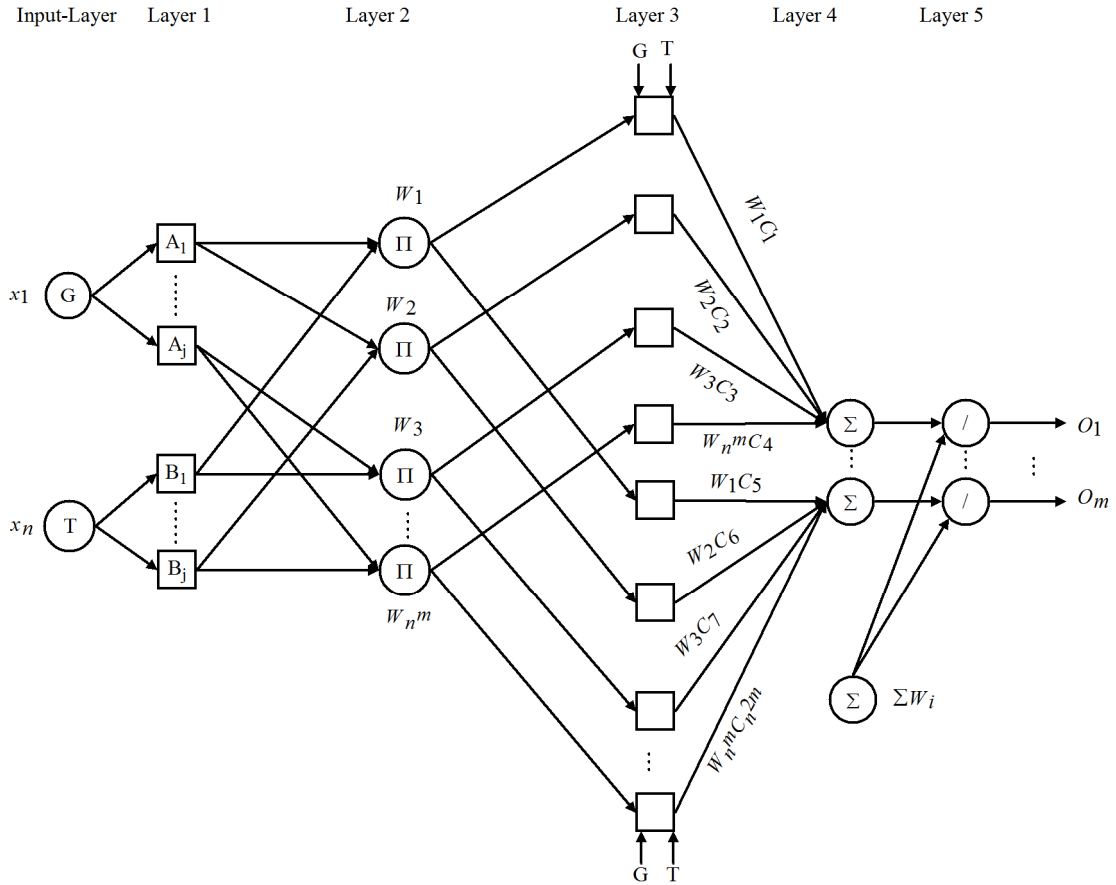 Input-Layer Layer 1 Layer 2 Layer 3 Layer 4 Layer 5
G T
W1
W1C1
A1
Π
x1
G
W2
W2C2
Aj
Π
W3C3
W3
Σ
/
O1
WnmC4
B1
Π
W1C5
xn
T
Σ
/
Om
W2C6
Bj
Π
Wnm
W3C7
Σ
ΣWi
WnmCn2m
G T